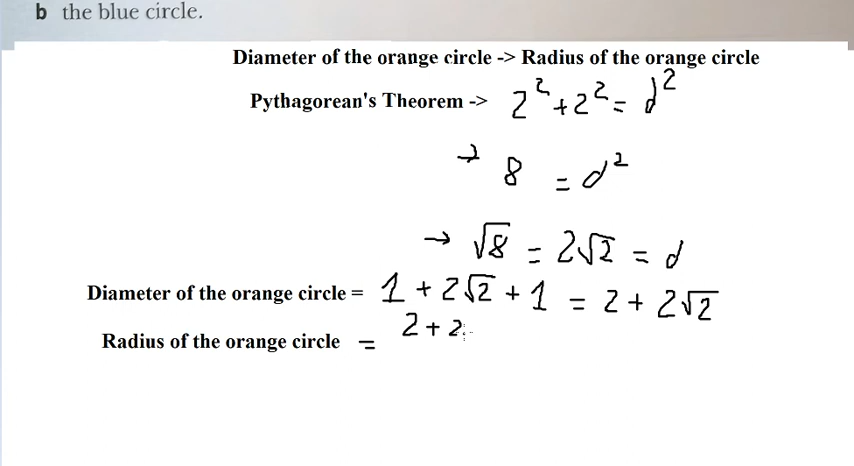 b the blue circle.
Diameter of the orange circle -> Radius of the orange circle
Pythagorean's Theorem -> 2² + 2² = d²
→ 8 = d²
→ √8 = 2√2 = d
Diameter of the orange circle = 1 + 2√2 + 1 = 2 + 2√2
Radius of the orange circle = 2 + 2